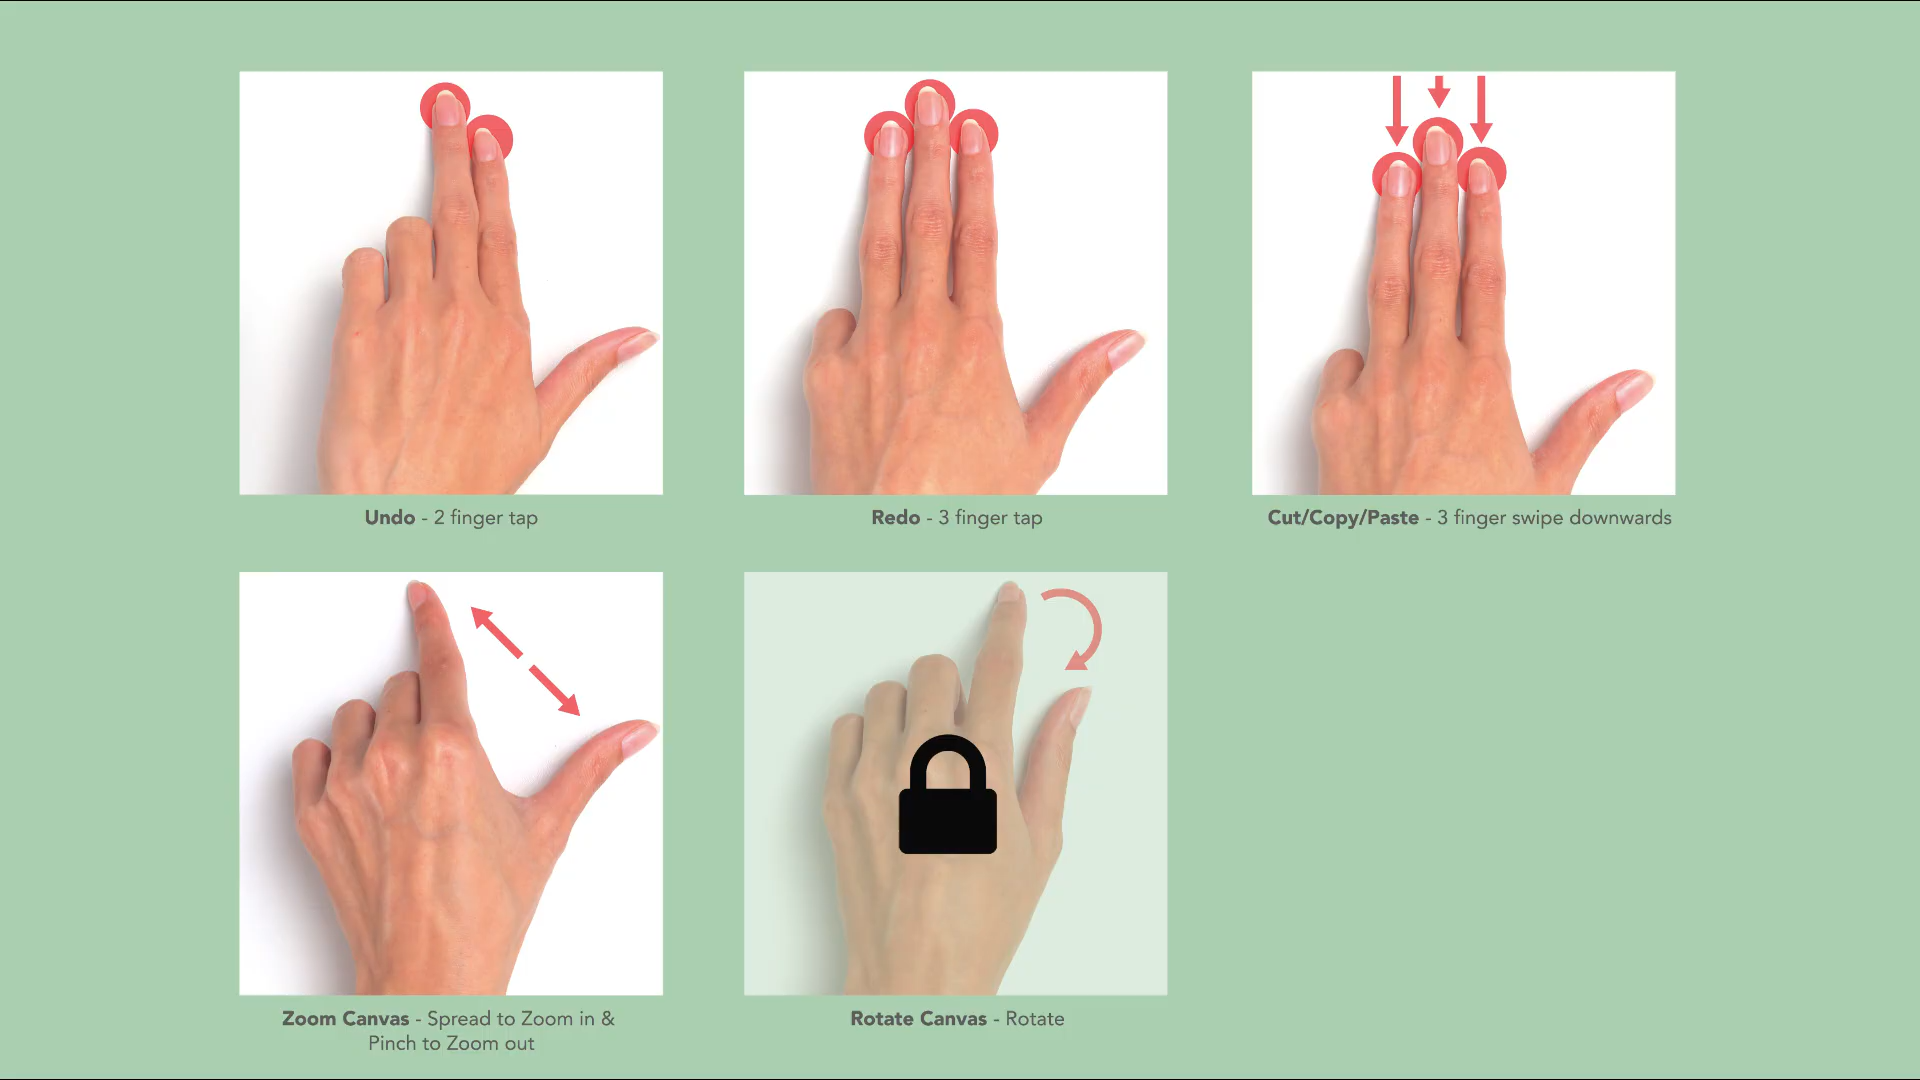 Undo - 2 finger tap
Redo - 3 finger tap
Cut/Copy/Paste - 3 finger swipe downwards
Zoom Canvas - Spread to Zoom in &
Pinch to Zoom out
Rotate Canvas - Rotate